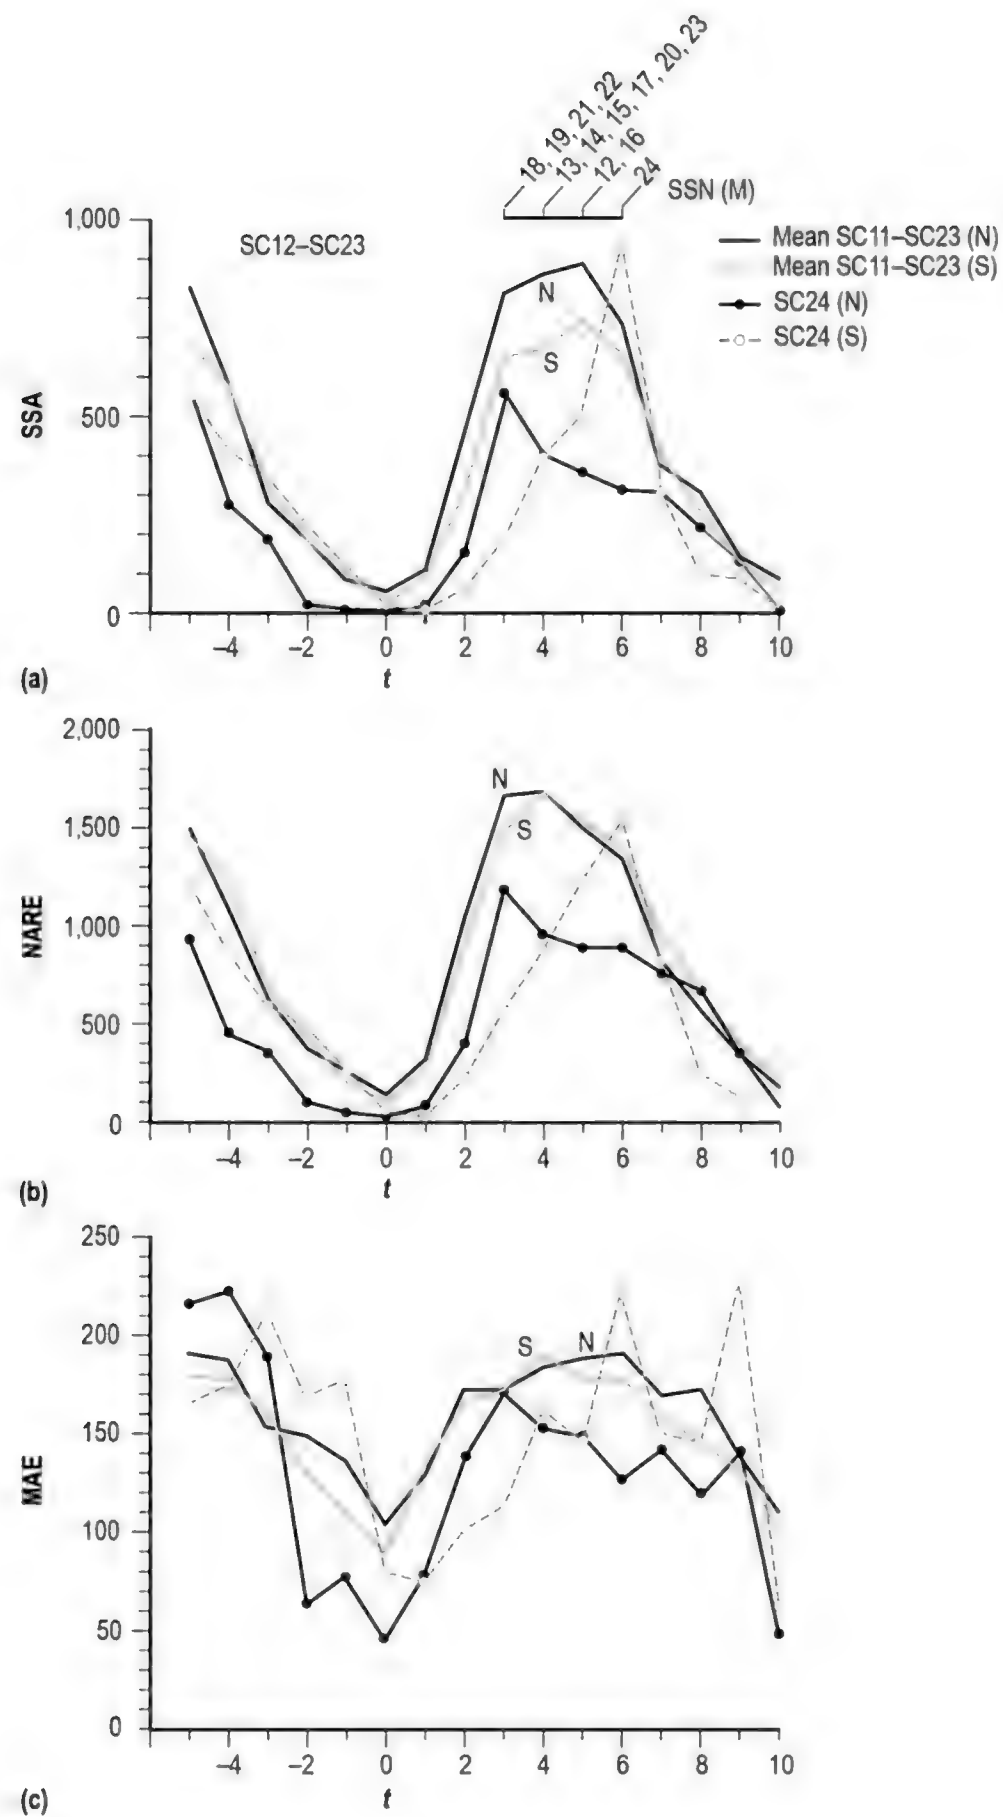 18, 19, 21, 22
13, 14, 15, 17, 20, 23
12, 16
24
SSN (M)
1,000
SC12–SC23
Mean SC11–SC23 (N)
Mean SC11–SC23 (S)
SC24 (N)
SC24 (S)
N
S
SSA
500
0
–4 –2 0 2 4 6 8 10
(a)
t
2,000
N
1,500
S
NARE
1,000
500
0
–4 –2 0 2 4 6 8 10
(b)
t
250
200
S N
150
MAE
100
50
0
–4 –2 0 2 4 6 8 10
(c)
t